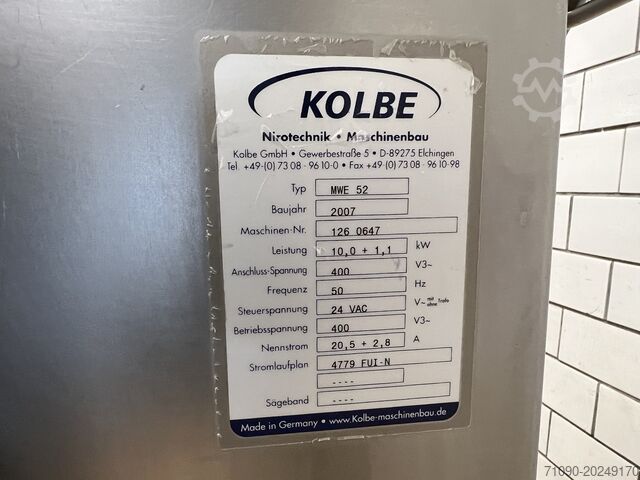 KOLBE
Nirotechnik • Maschinenbau
Kolbe GmbH • Gewerbestraße 5 • D-89275 Elchingen
Tel. +49-(0) 73 08 - 96 10-0 • Fax +49-(0) 73 08 - 96 10-98
Typ MWE 52
Baujahr 2007
Maschinen-Nr. 126 0647
Leistung 10,0 + 1,1 kW
Anschluss-Spannung 400 V3~
Frequenz 50 Hz
Steuerspannung 24 VAC V~ mit ohne Trafo
Betriebsspannung 400 V3~
Nennstrom 20,5 + 2,8 A
Stromlaufplan 4779 FUI-N
----
Sägeband ----
Made in Germany • www.Kolbe-maschinenbau.de
71090-20249170